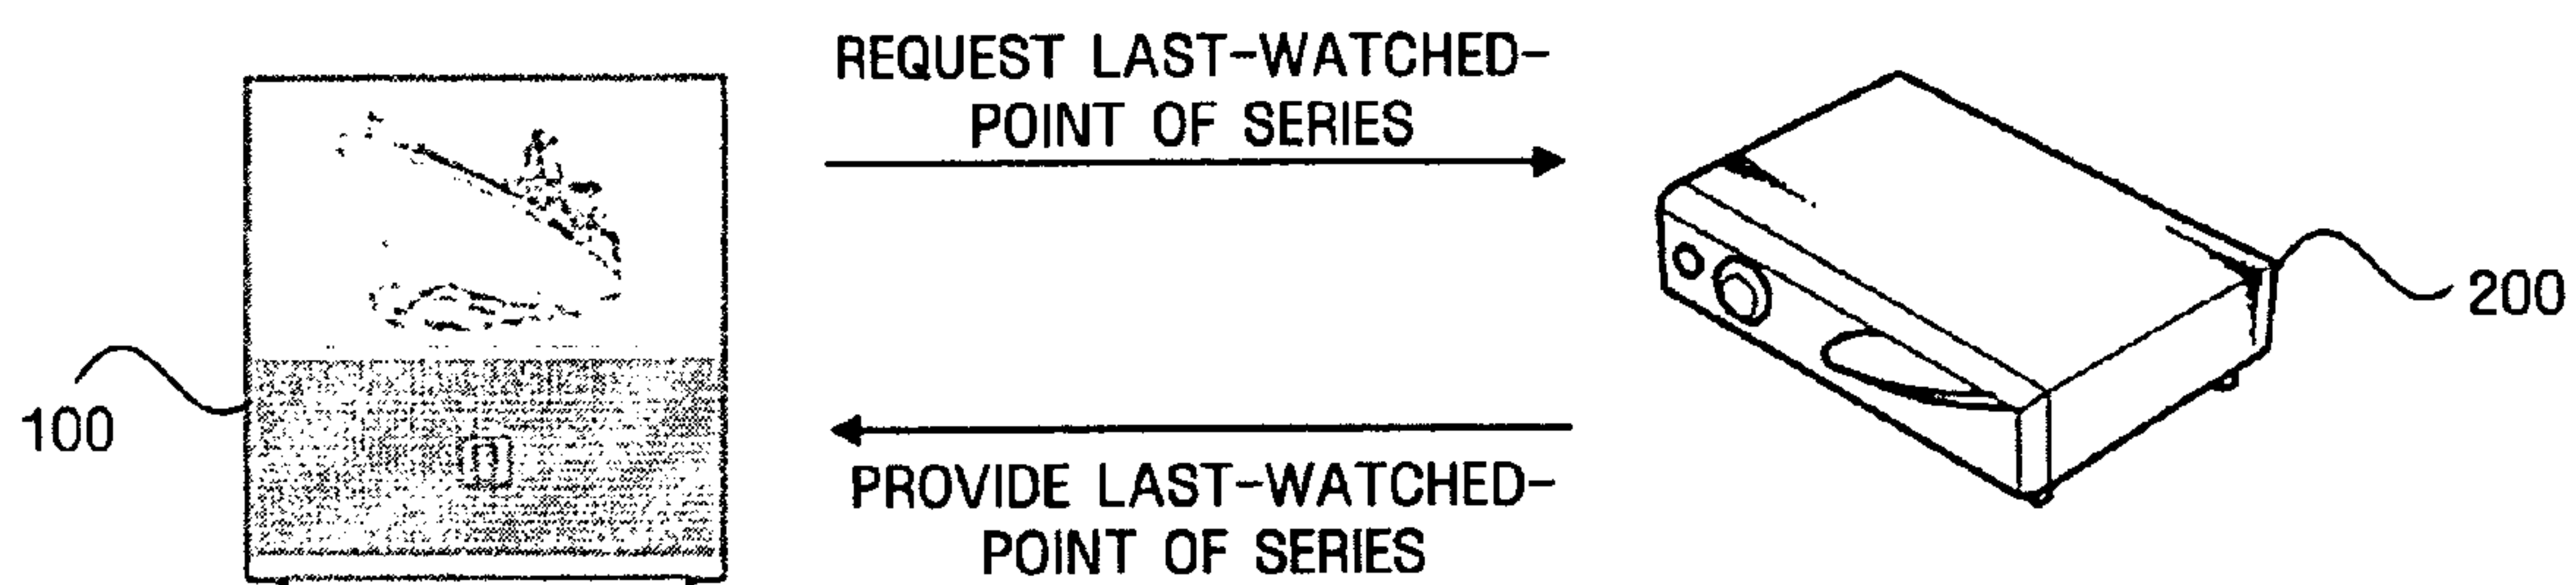 REQUEST LAST-WATCHED-
POINT OF SERIES
200
100
PROVIDE LAST-WATCHED-
POINT OF SERIES